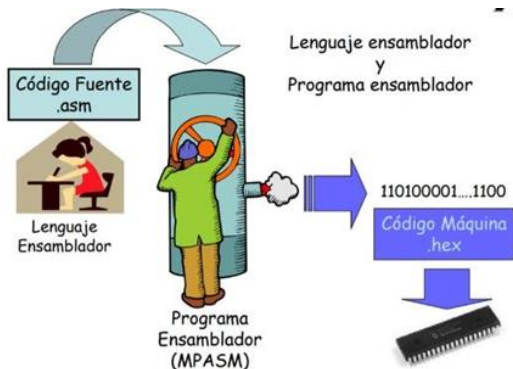 Lenguaje ensamblador
y
Programa ensamblador
Código Fuente
.asm
Lenguaje
Ensamblador
Programa
Ensamblador
(MPASM)
110100001....1100
Código Máquina
.hex